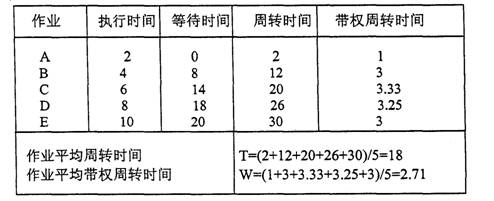 作业 执行时间 等待时间 周转时间 带权周转时间
A 2 0 2 1
B 4 8 12 3
C 6 14 20 3.33
D 8 18 26 3.25
E 10 20 30 3
作业平均周转时间 T=(2+12+20+26+30)/5=18
作业平均带权周转时间 W=(1+3+3.33+3.25+3)/5=2.71